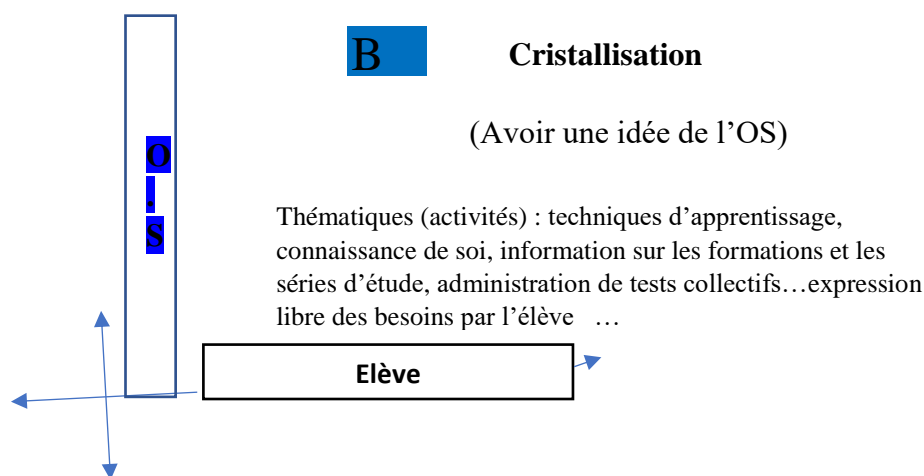 B
Cristallisation
(Avoir une idée de l’OS)
O
.
S
Thématiques (activités) : techniques d’apprentissage,
connaissance de soi, information sur les formations et les
séries d’étude, administration de tests collectifs…expression
libre des besoins par l’élève …
Elève